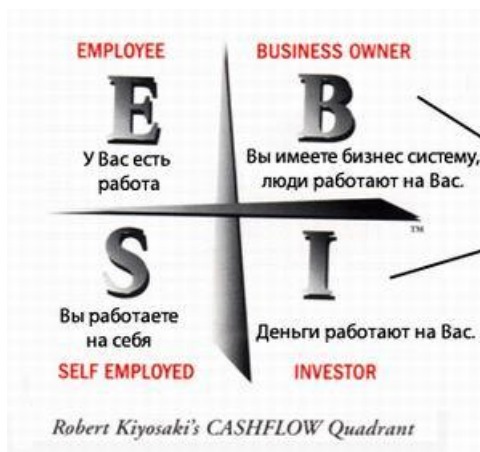 EMPLOYEE
BUSINESS OWNER
E
B
У Вас есть
работа
Вы имеете бизнес систему,
люди работают на Вас.
TM
S
I
Вы работаете
на себя
Деньги работают на Вас.
SELF EMPLOYED
INVESTOR
Robert Kiyosaki's CASHFLOW Quadrant